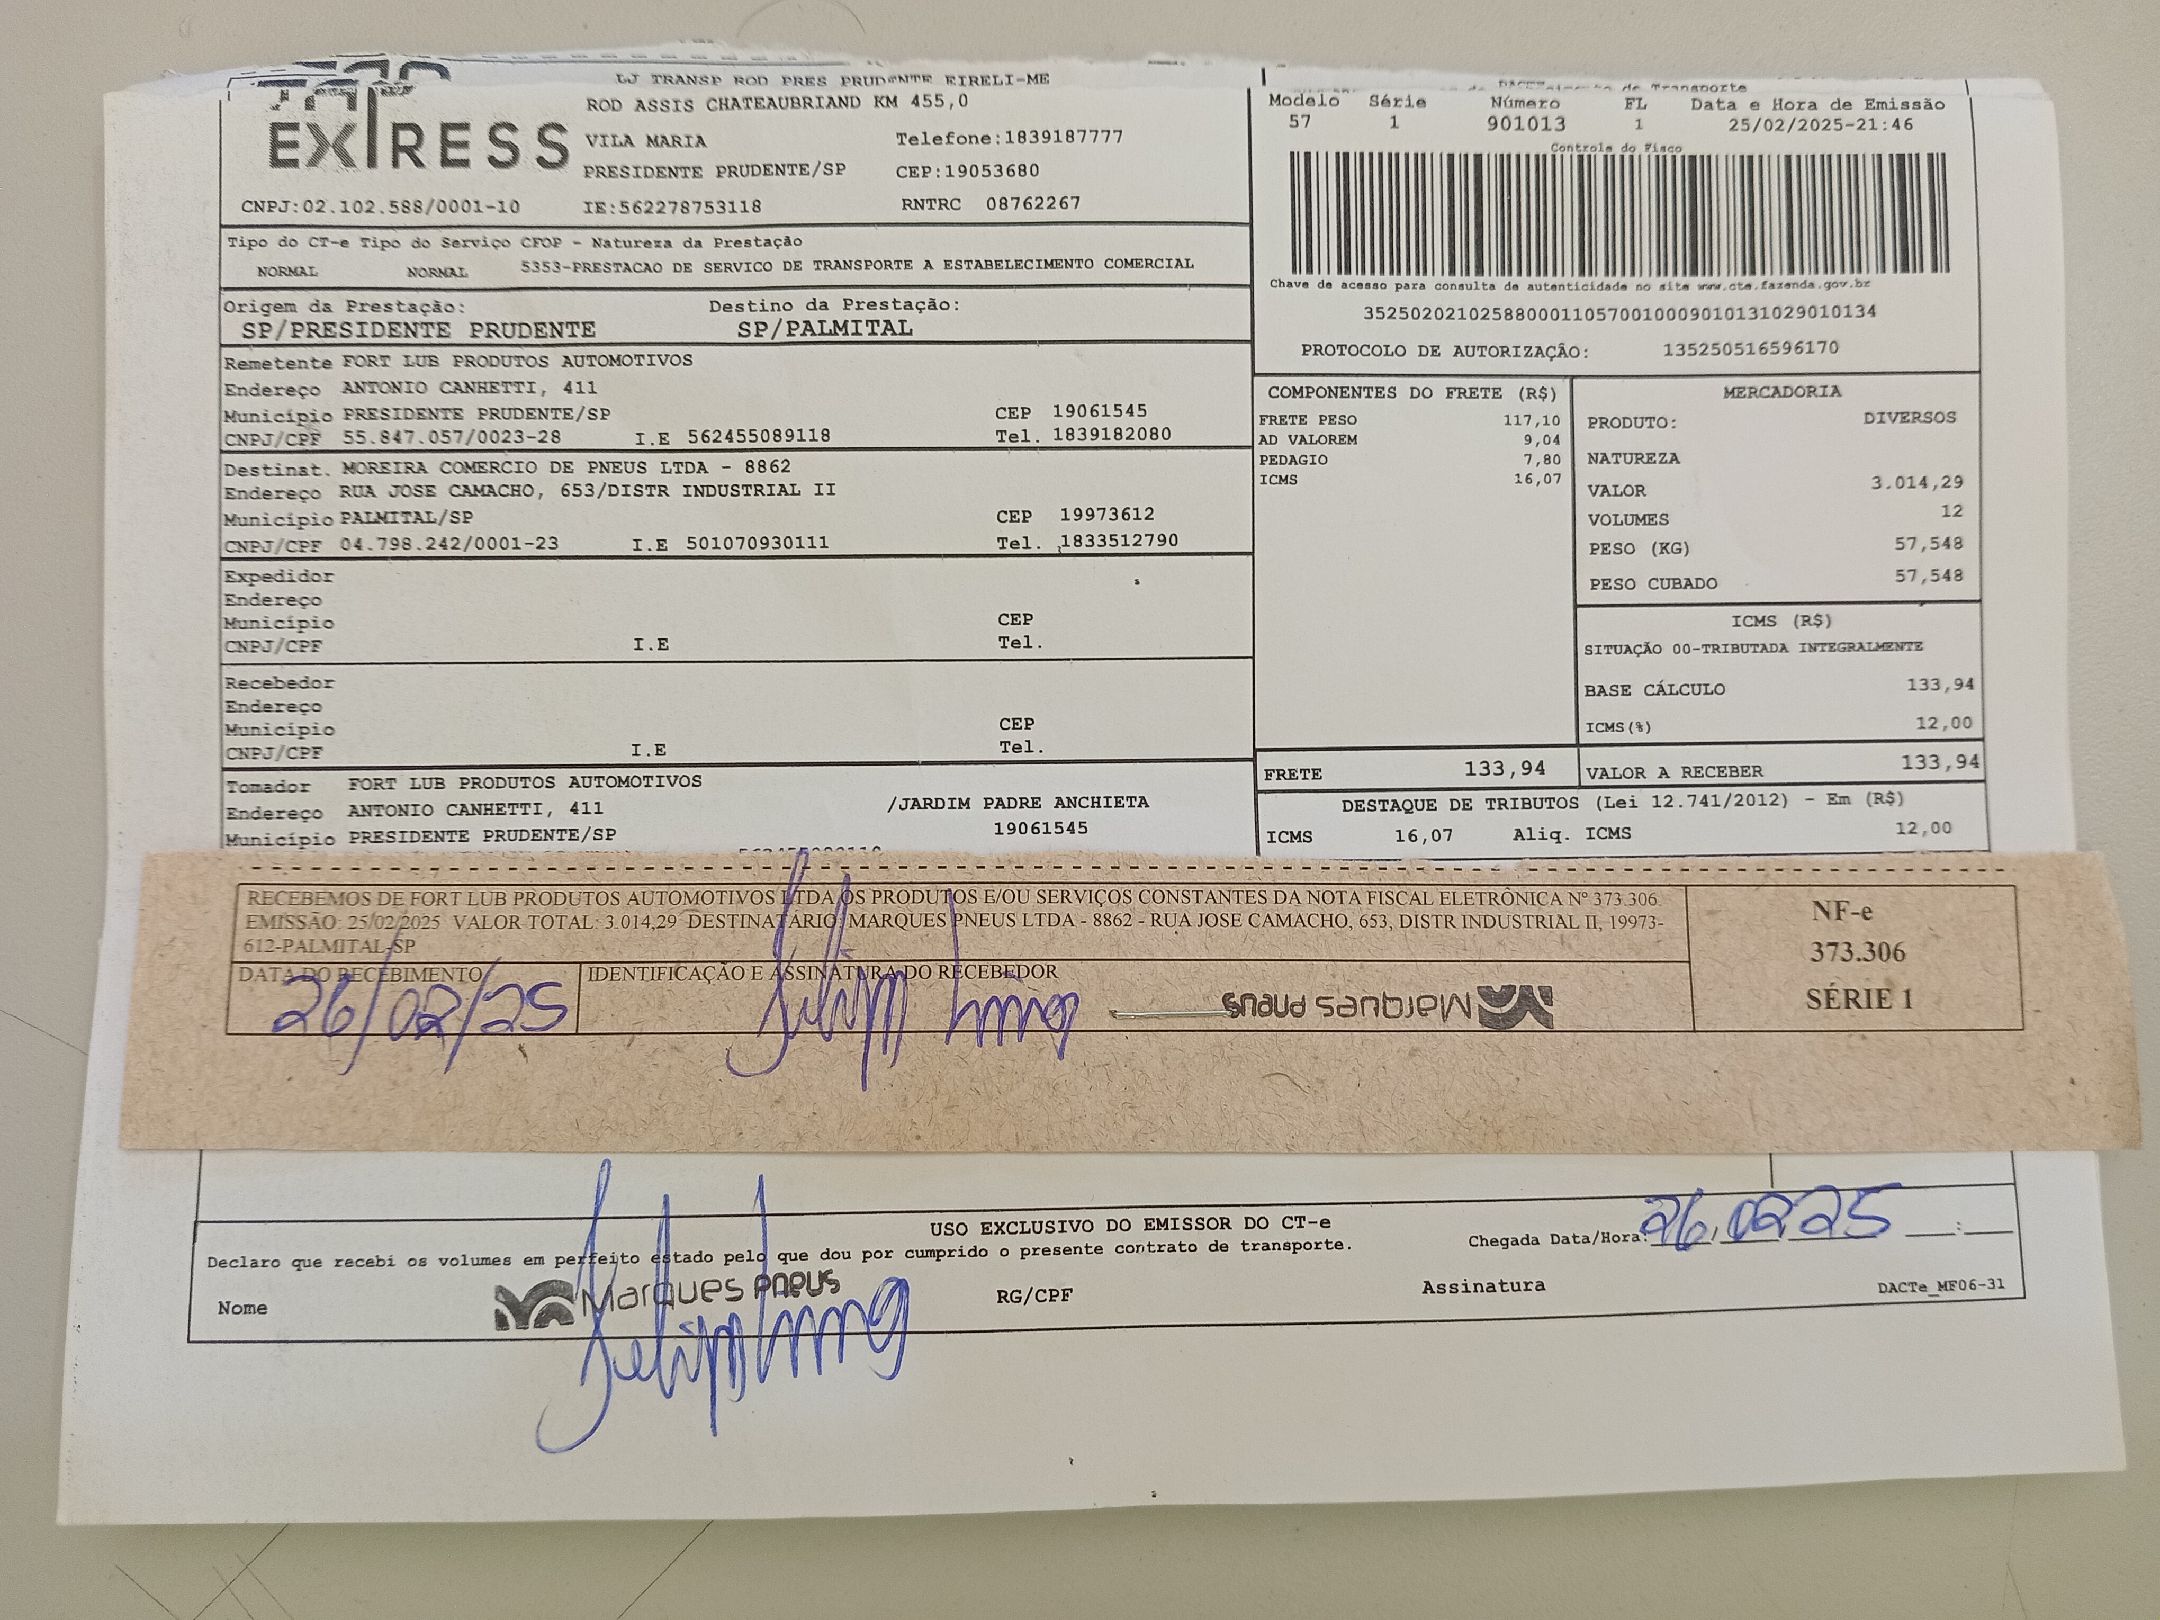 LJ TRANSP ROD PRES PRUDENTE EIRELI-ME
EXPRESS
ROD ASSIS CHATEAUBRIAND KM 455,0
VILA MARIA Telefone:1839187777
PRESIDENTE PRUDENTE/SP CEP:19053680
CNPJ:02.102.588/0001-10 IE:562278753118 RNTRC 08762267
de Transporte
Modelo Série Número FL Data e Hora de Emissão
57 1 901013 1 25/02/2025-21:46
Controle do Fisco
Chave de acesso para consulta de autenticidade no site www.cte.fazenda.gov.br
35250202102588000110570010009010131029010134
PROTOCOLO DE AUTORIZAÇÃO: 135250516596170
Tipo do CT-e Tipo do Serviço CFOP - Natureza da Prestação
NORMAL NORMAL 5353-PRESTACAO DE SERVICO DE TRANSPORTE A ESTABELECIMENTO COMERCIAL
Origem da Prestação: Destino da Prestação:
SP/PRESIDENTE PRUDENTE SP/PALMITAL
Remetente FORT LUB PRODUTOS AUTOMOTIVOS
Endereço ANTONIO CANHETTI, 411
Município PRESIDENTE PRUDENTE/SP CEP 19061545
CNPJ/CPF 55.847.057/0023-28 I.E 562455089118 Tel. 1839182080
Destinat. MOREIRA COMERCIO DE PNEUS LTDA - 8862
Endereço RUA JOSE CAMACHO, 653/DISTR INDUSTRIAL II
Município PALMITAL/SP CEP 19973612
CNPJ/CPF 04.798.242/0001-23 I.E 501070930111 Tel. 1833512790
Expedidor
Endereço
Município CEP
CNPJ/CPF I.E Tel.
Recebedor
Endereço
Município CEP
CNPJ/CPF I.E Tel.
Tomador FORT LUB PRODUTOS AUTOMOTIVOS
Endereço ANTONIO CANHETTI, 411 /JARDIM PADRE ANCHIETA
Município PRESIDENTE PRUDENTE/SP 19061545
COMPONENTES DO FRETE (R$)
FRETE PESO 117,10
AD VALOREM 9,04
PEDAGIO 7,80
ICMS 16,07
MERCADORIA
PRODUTO: DIVERSOS
NATUREZA
VALOR 3.014,29
VOLUMES 12
PESO (KG) 57,548
PESO CUBADO 57,548
ICMS (R$)
SITUAÇÃO 00-TRIBUTADA INTEGRALMENTE
BASE CÁLCULO 133,94
ICMS(%) 12,00
FRETE 133,94 VALOR A RECEBER 133,94
DESTAQUE DE TRIBUTOS (Lei 12.741/2012) - Em (R$)
ICMS 16,07 Aliq. ICMS 12,00
RECEBEMOS DE FORT LUB PRODUTOS AUTOMOTIVOS LTDA OS PRODUTOS E/OU SERVIÇOS CONSTANTES DA NOTA FISCAL ELETRÔNICA Nº 373.306.
EMISSÃO: 25/02/2025 VALOR TOTAL: 3.014,29 DESTINATÁRIO: MARQUES PNEUS LTDA - 8862 - RUA JOSE CAMACHO, 653, DISTR INDUSTRIAL II, 19973-
612-PALMITAL-SP
DATA DO RECEBIMENTO IDENTIFICAÇÃO E ASSINATURA DO RECEBEDOR
26/02/25
Marques PNEUS
NF-e
373.306
SÉRIE 1
USO EXCLUSIVO DO EMISSOR DO CT-e
Declaro que recebi os volumes em perfeito estado pelo que dou por cumprido o presente contrato de transporte.
Chegada Data/Hora: 26, 02 25 :
Nome Marques PNEUS RG/CPF Assinatura DACTe_MF06-31